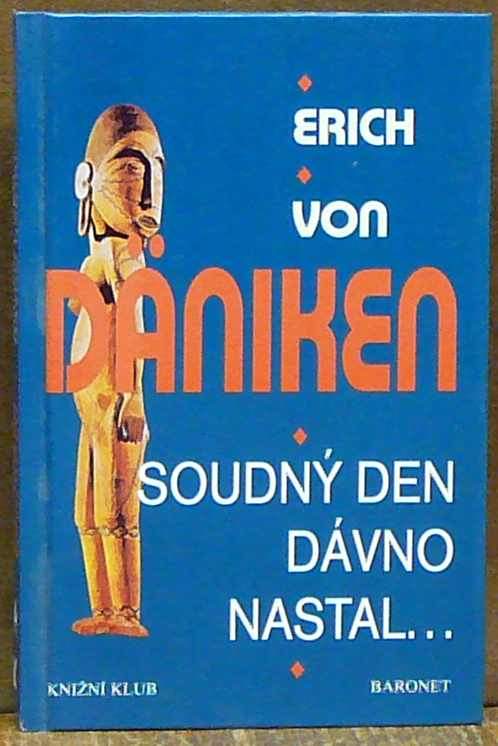 ERICH
VON
DÄNIKEN
SOUDNÝ DEN
DÁVNO
NASTAL...
KNIŽNÍ KLUB
BARONET